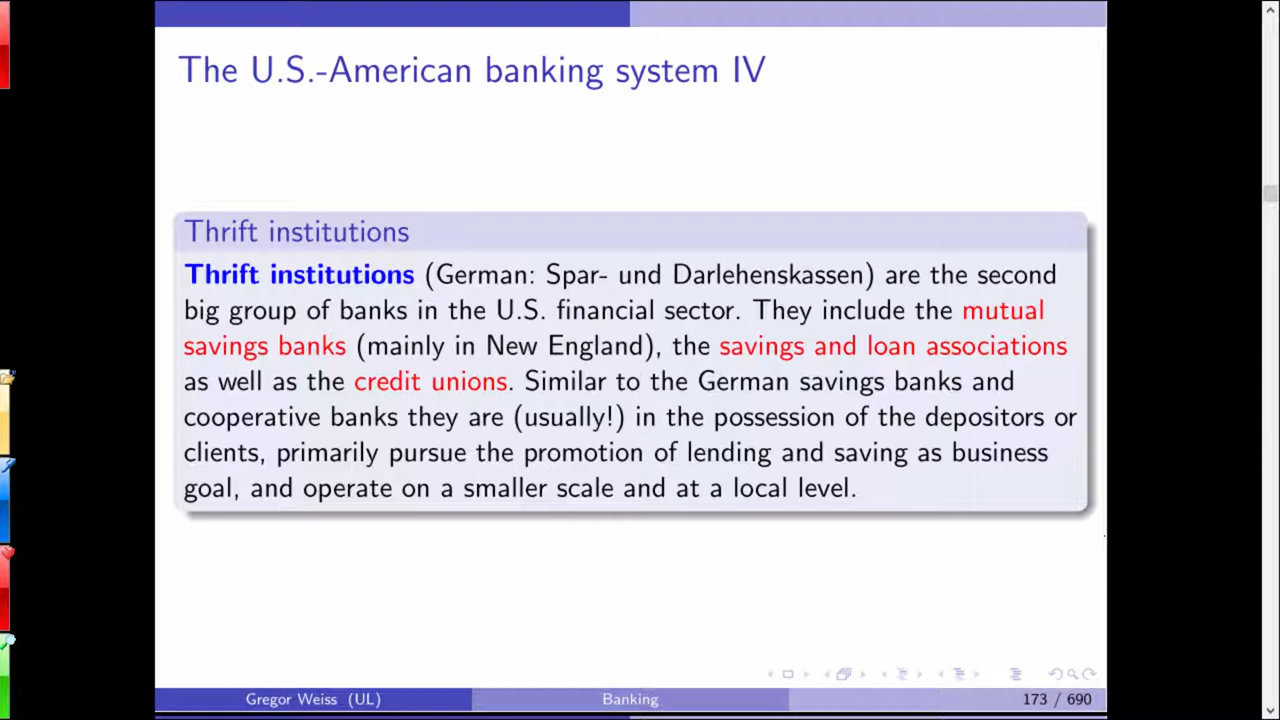 The U.S.-American banking system IV
Thrift institutions
Thrift institutions (German: Spar- und Darlehenskassen) are the second
big group of banks in the U.S. financial sector. They include the mutual
savings banks (mainly in New England), the savings and loan associations
as well as the credit unions. Similar to the German savings banks and
cooperative banks they are (usually!) in the possession of the depositors or
clients, primarily pursue the promotion of lending and saving as business
goal, and operate on a smaller scale and at a local level.
Gregor Weiss (UL) Banking 173 / 690